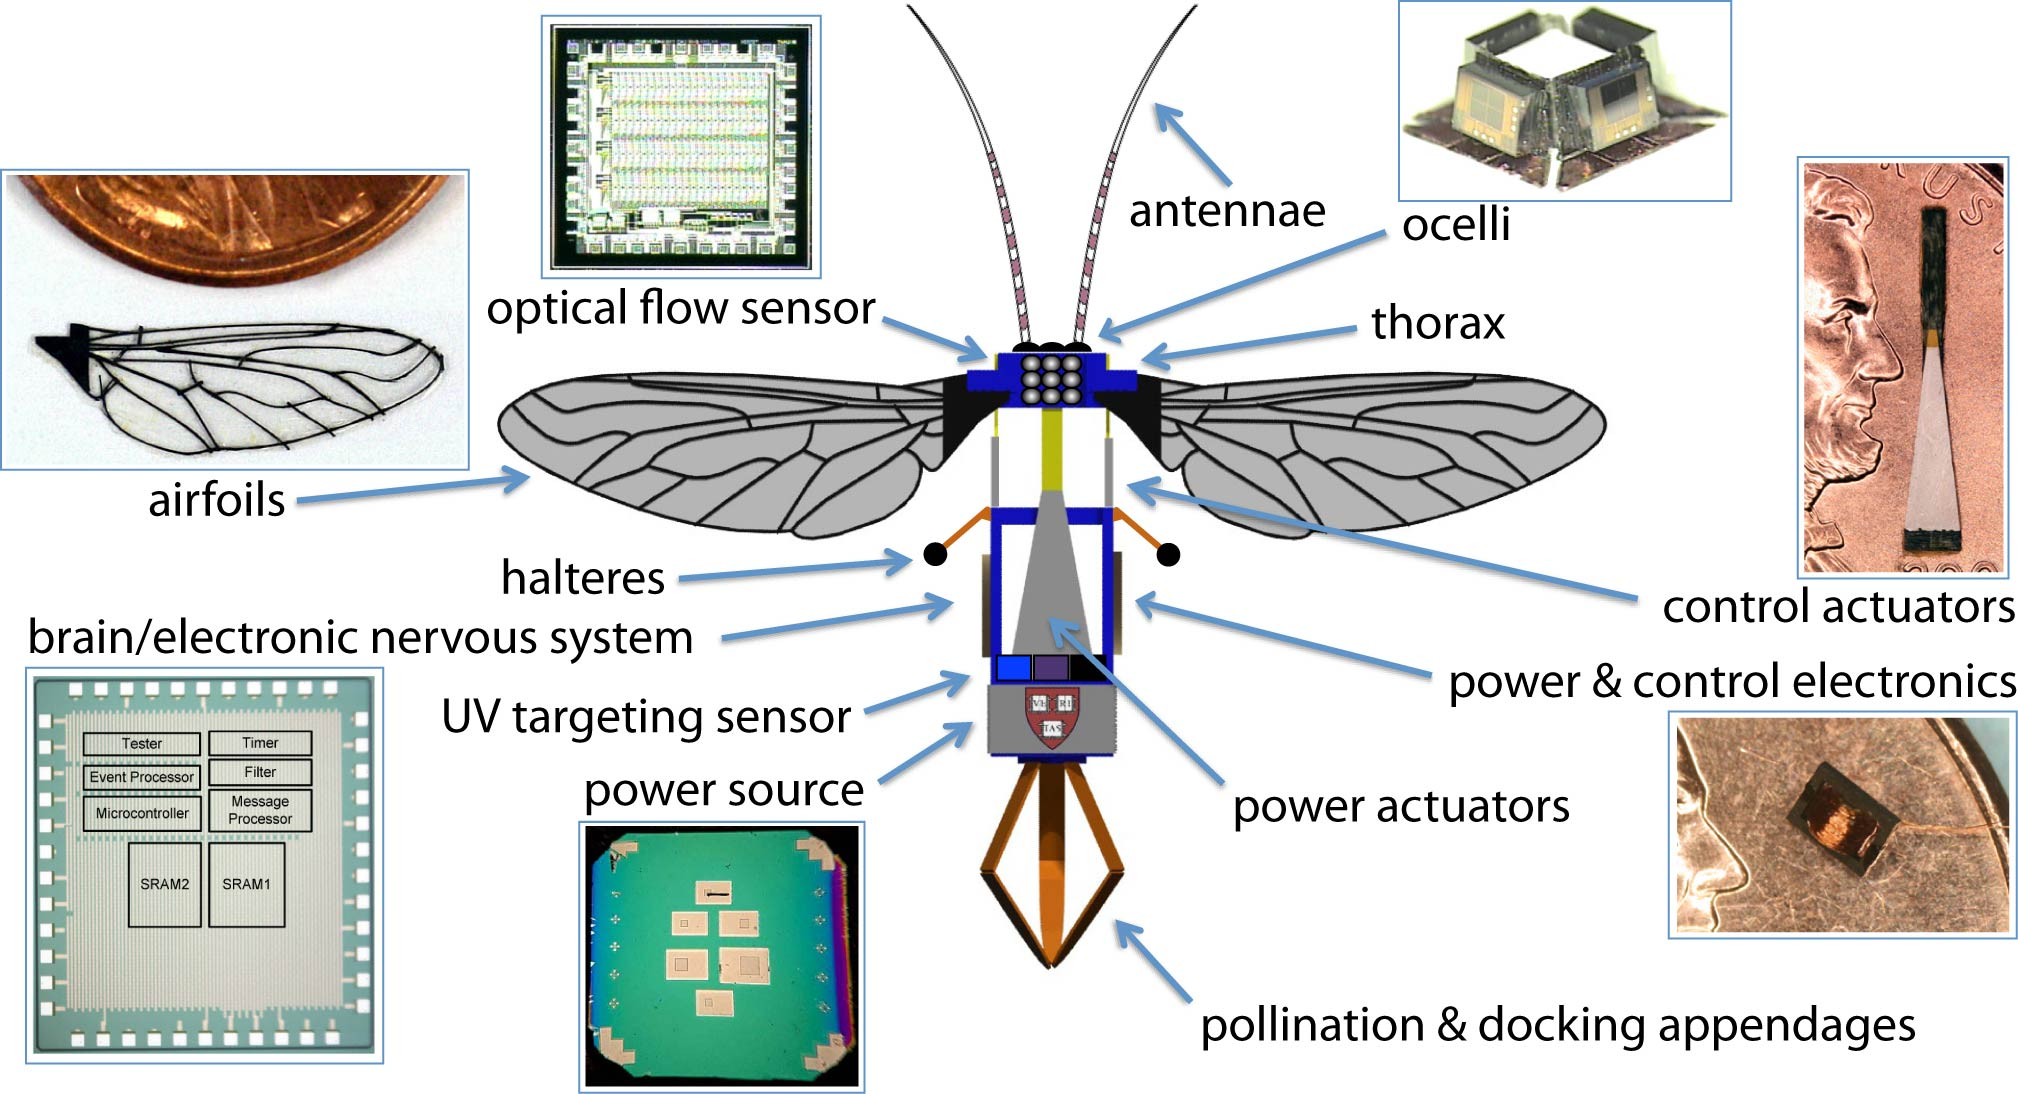 antennae
ocelli
optical flow sensor
thorax
airfoils
halteres
control actuators
brain/electronic nervous system
power & control electronics
UV targeting sensor
VE RI
TAS
power source
power actuators
Tester
Timer
Event Processor
Filter
Microcontroller
Message
Processor
SRAM2
SRAM1
pollination & docking appendages